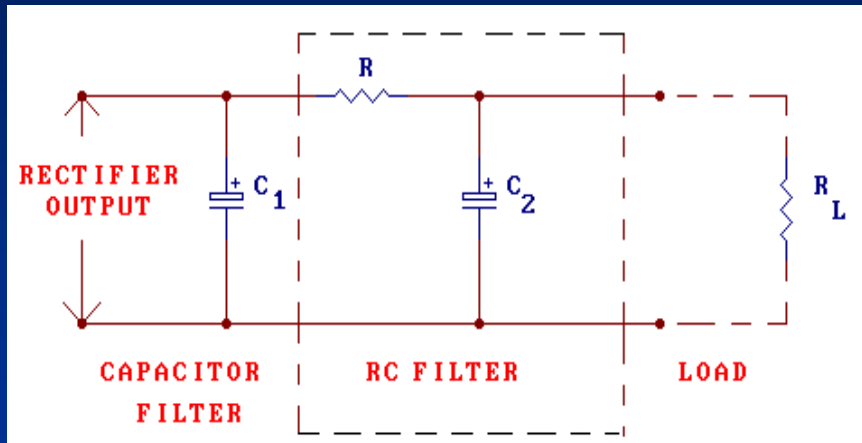 R
RECTIFIER
OUTPUT
+
C1
+
C2
RL
CAPACITOR
FILTER
RC FILTER
LOAD